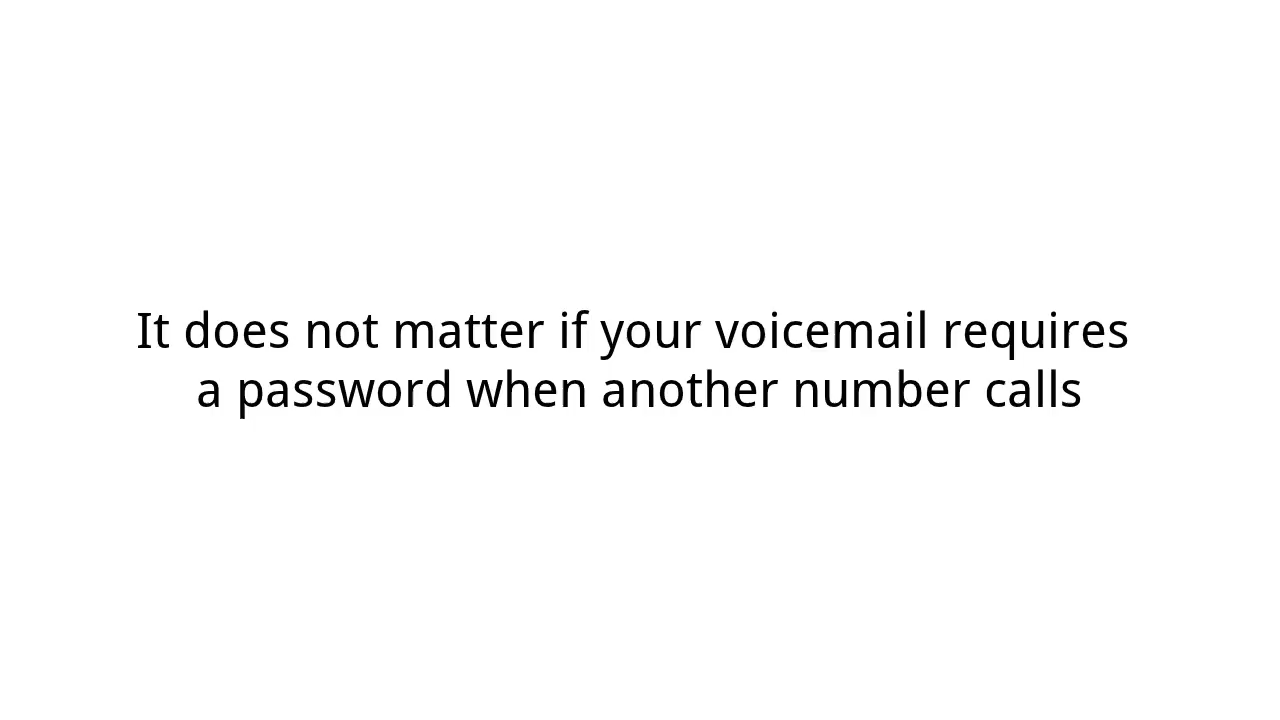 It does not matter if your voicemail requires
a password when another number calls